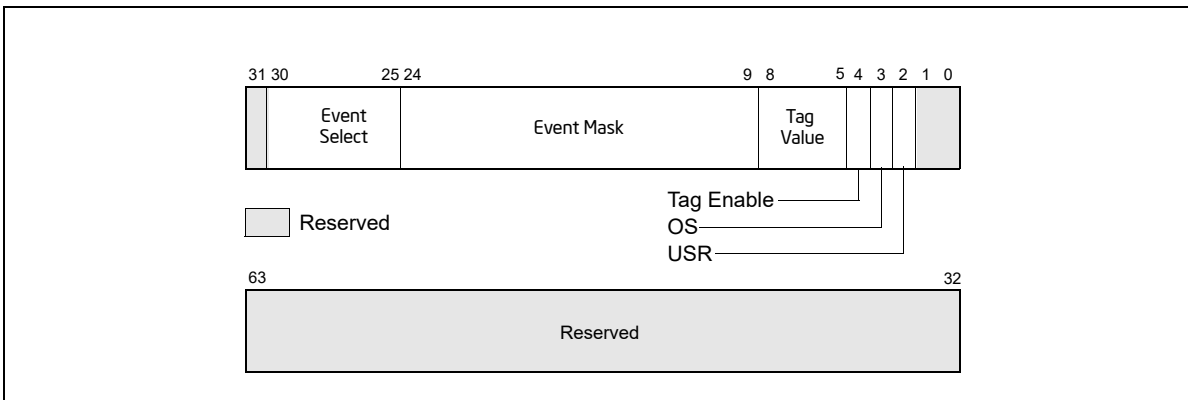 31 30 25 24 9 8 5 4 3 2 1 0
Event
Select
Event Mask
Tag
Value
Tag Enable
OS
USR
Reserved
63 32
Reserved